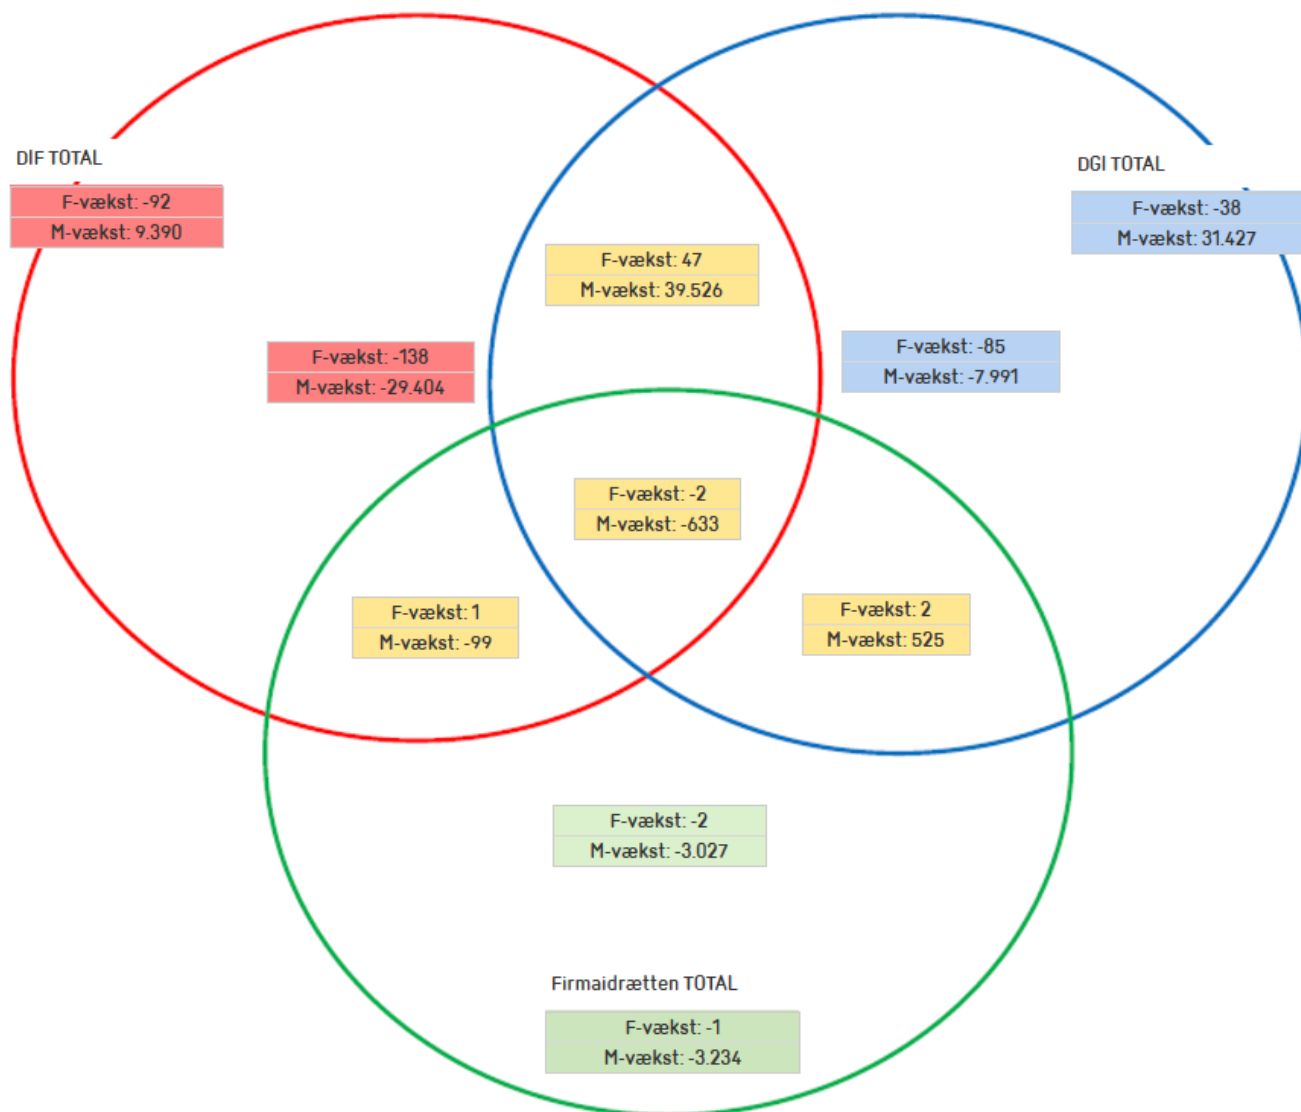 DIF TOTAL
F-vækst: -92
M-vækst: 9.390
DGI TOTAL
F-vækst: -38
M-vækst: 31.427
F-vækst: 47
M-vækst: 39.526
F-vækst: -138
M-vækst: -29.404
F-vækst: -85
M-vækst: -7.991
F-vækst: -2
M-vækst: -633
F-vækst: 1
M-vækst: -99
F-vækst: 2
M-vækst: 525
F-vækst: -2
M-vækst: -3.027
Firmaidrætten TOTAL
F-vækst: -1
M-vækst: -3.234